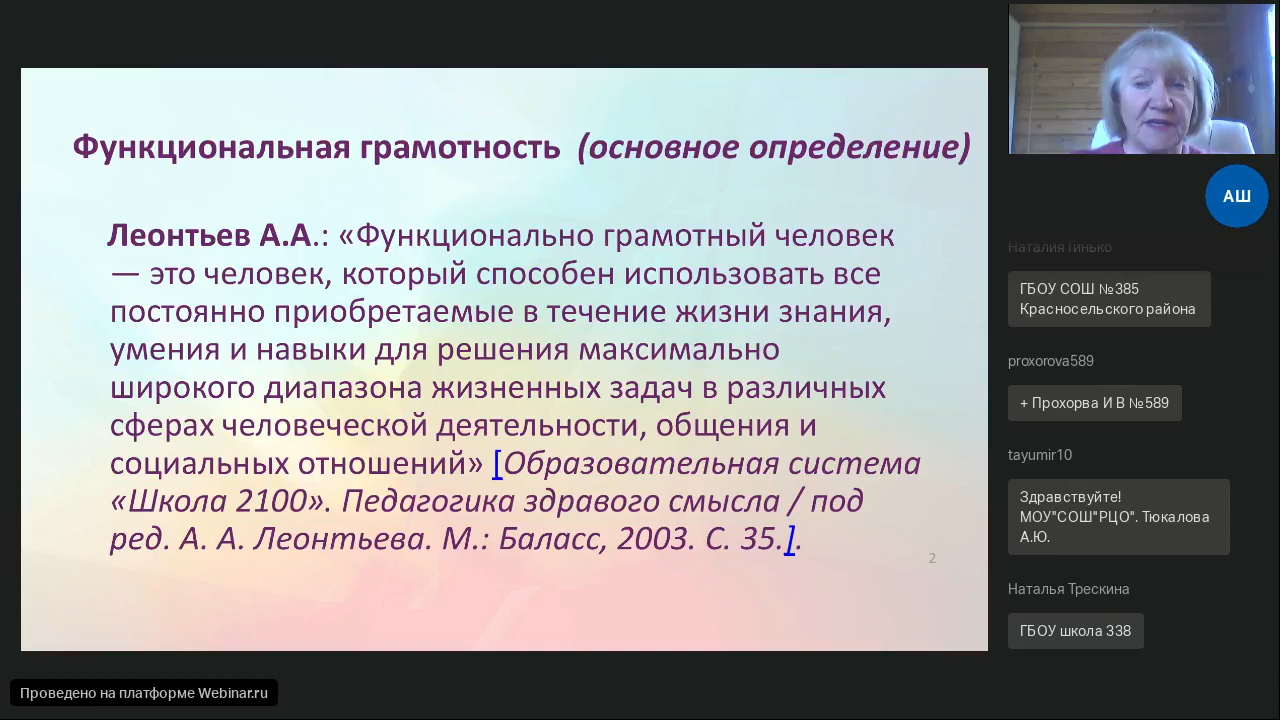 Функциональная грамотность (основное определение)
Леонтьев А.А.: «Функционально грамотный человек
— это человек, который способен использовать все
постоянно приобретаемые в течение жизни знания,
умения и навыки для решения максимально
широкого диапазона жизненных задач в различных
сферах человеческой деятельности, общения и
социальных отношений» [Образовательная система
«Школа 2100». Педагогика здравого смысла / под
ред. А. А. Леонтьева. М.: Баласс, 2003. С. 35.].
2
АШ
Наталия Гинько
ГБОУ СОШ №385
Красносельского района
proxorova589
+ Прохорва И В №589
tayumir10
Здравствуйте!
МОУ"СОШ"РЦО". Тюкалова
А.Ю.
Наталья Трескина
ГБОУ школа 338
Проведено на платформе Webinar.ru